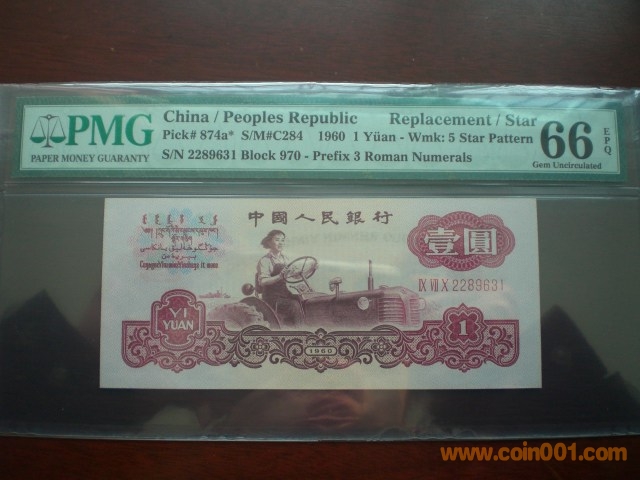 PMG
PAPER MONEY GUARANTY
China / Peoples Republic Replacement / Star
Pick# 874a* S/M#C284 1960 1 Yüan - Wmk: 5 Star Pattern
S/N 2289631 Block 970 - Prefix 3 Roman Numerals
66 EPQ
Gem Uncirculated
中國人民銀行
壹圓
IX VII X 2289631
YI
YUAN
1
1960
www.coin001.com